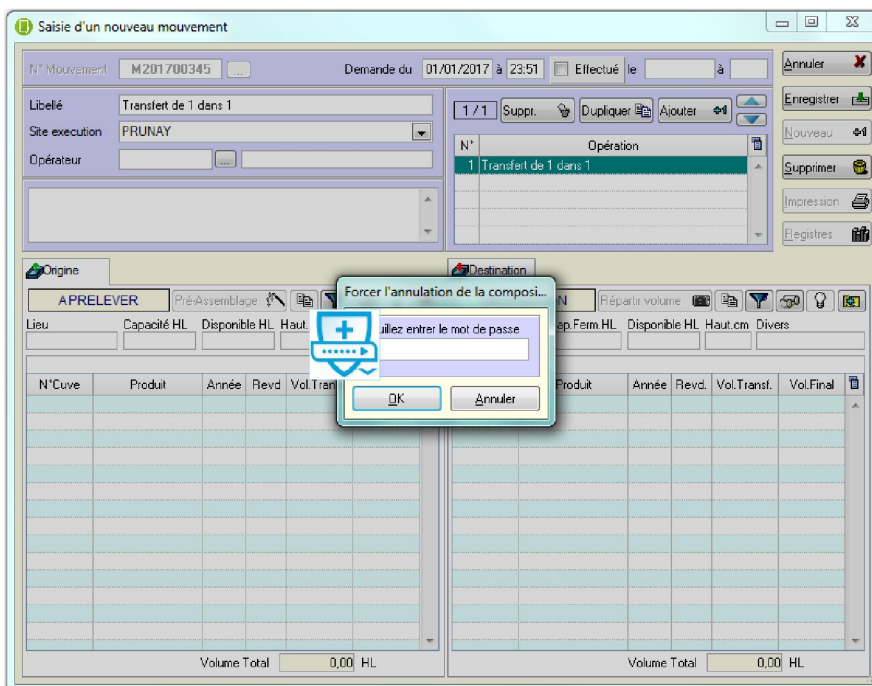 Saisie d'un nouveau mouvement
N° Mouvement M201700345 ... Demande du 01/01/2017 à 23:51 Effectué le à
Annuler
Libellé Transfert de 1 dans 1
1 / 1 Suppr. Dupliquer Ajouter
Enregistrer
Site execution PRUNAY
Nouveau
Opérateur ...
N° Opération
1 Transfert de 1 dans 1
Supprimer
Impression
Registres
Origine
Destination
APRELEVER Pré-Assemblage
N Répartir volume
Forcer l'annulation de la composi...
Lieu Capacité HL Disponible HL Haut.
uillez entrer le mot de passe
ap.Ferm.HL Disponible HL Haut.cm Divers
N°Cuve Produit Année Revd Vol.Tran
OK Annuler
Produit Année Revd. Vol.Transf. Vol.Final
Volume Total 0,00 HL
Volume Total 0,00 HL